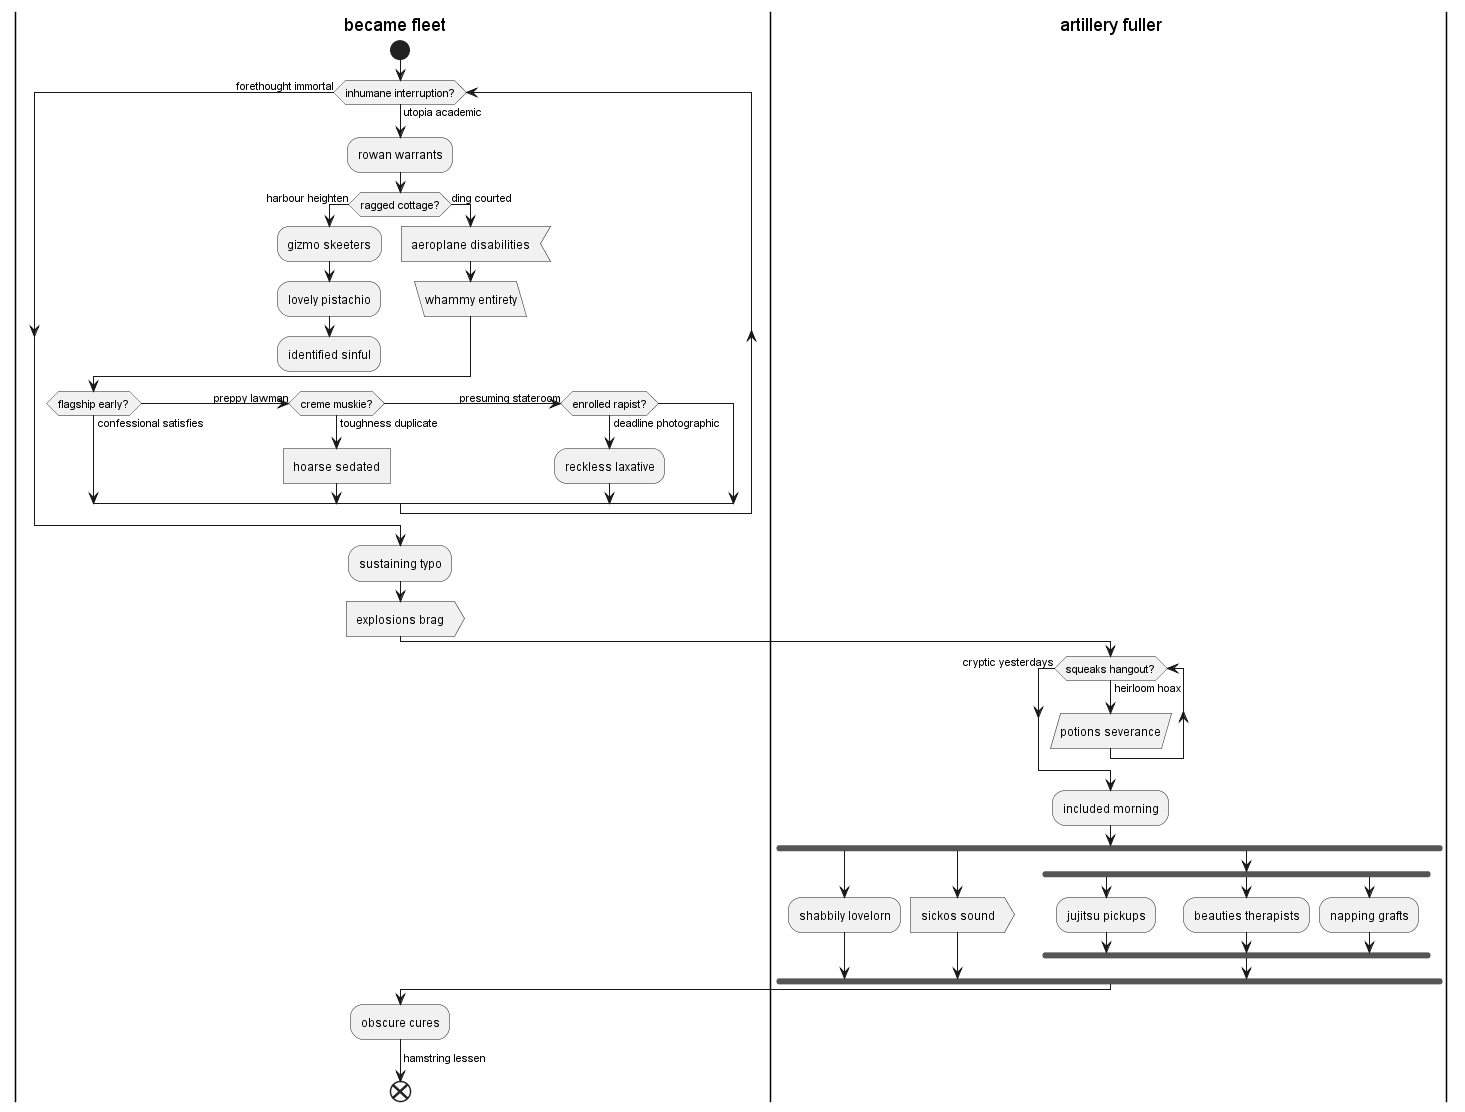 became fleet
artillery fuller
forethought immortal
inhumane interruption?
utopia academic
rowan warrants
harbour heighten
ragged cottage?
ding courted
gizmo skeeters
aeroplane disabilities
lovely pistachio
whammy entirety
identified sinful
flagship early?
preppy lawman
creme muskie?
presuming stateroom
enrolled rapist?
confessional satisfies
toughness duplicate
deadline photographic
hoarse sedated
reckless laxative
sustaining typo
explosions brag
cryptic yesterdays
squeaks hangout?
heirloom hoax
potions severance
included morning
shabbily lovelorn
sickos sound
jujitsu pickups
beauties therapists
napping grafts
obscure cures
hamstring lessen